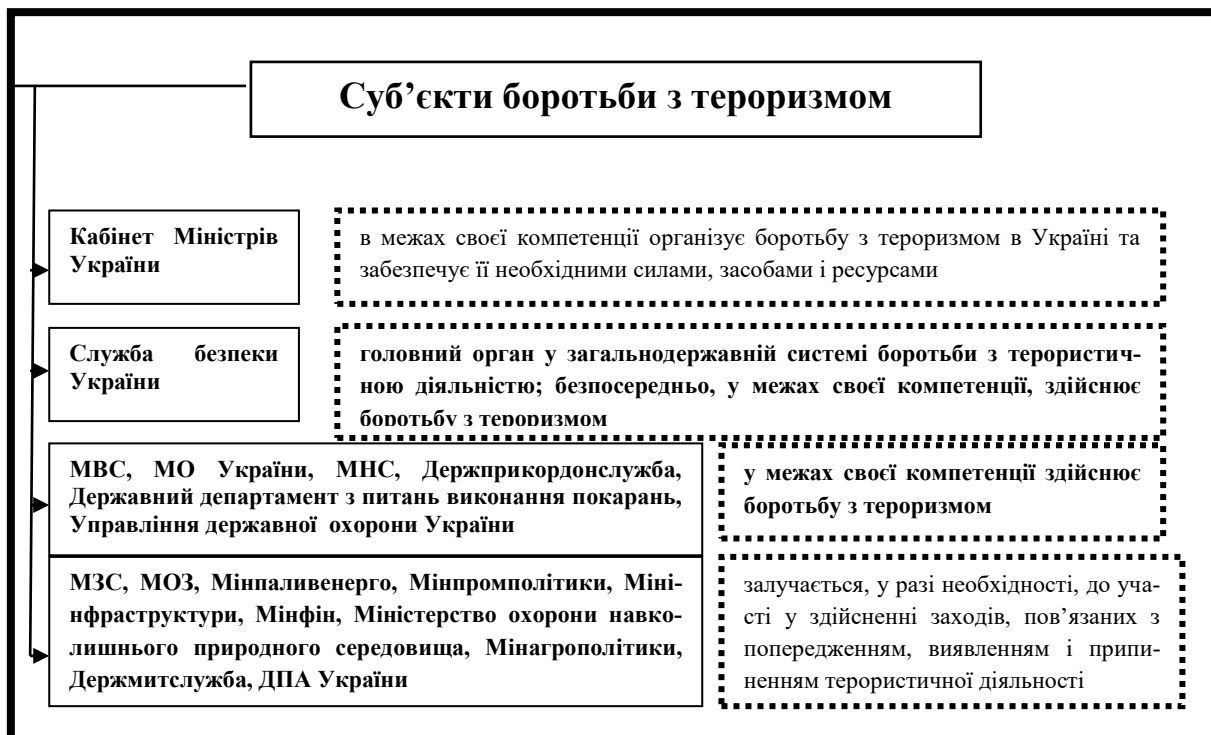 Суб’єкти боротьби з тероризмом
Кабінет Міністрів
України
в межах своєї компетенції організує боротьбу з тероризмом в Україні та
забезпечує її необхідними силами, засобами і ресурсами
Служба безпеки
України
головний орган у загальнодержавній системі боротьби з терористич-
ною діяльністю; безпосередньо, у межах своєї компетенції, здійснює
боротьбу з тероризмом
МВС, МО України, МНС, Держприкордонслужба,
Державний департамент з питань виконання покарань,
Управління державної охорони України
у межах своєї компетенції здійснює
боротьбу з тероризмом
МЗС, МОЗ, Мінпаливенерго, Мінпромполітики, Міні-
нфраструктури, Мінфін, Міністерство охорони навко-
лишнього природного середовища, Мінагрополітики,
Держмитслужба, ДПА України
залучається, у разі необхідності, до уча-
сті у здійсненні заходів, пов’язаних з
попередженням, виявленням і припи-
ненням терористичної діяльності